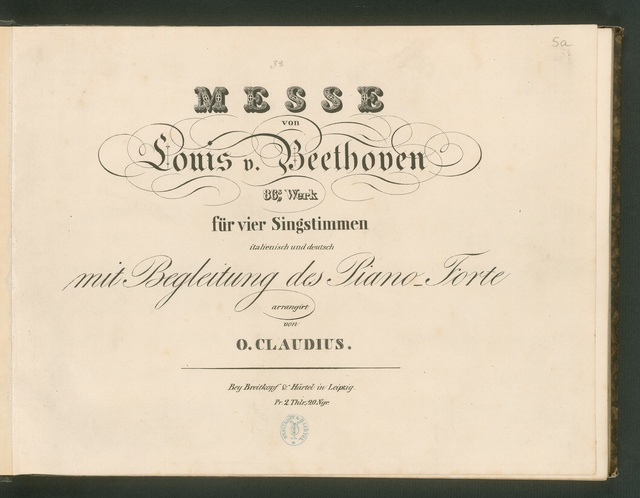 5a
MESSE
von
Louis v. Beethoven
86s. Werk
für vier Singstimmen
italienisch und deutsch
mit Begleitung des Piano-Forte
arrangirt
von
O. CLAUDIUS.
Bey Breitkopf & Härtel in Leipzig.
Pr. 2 Thlr. 20 Ngr.